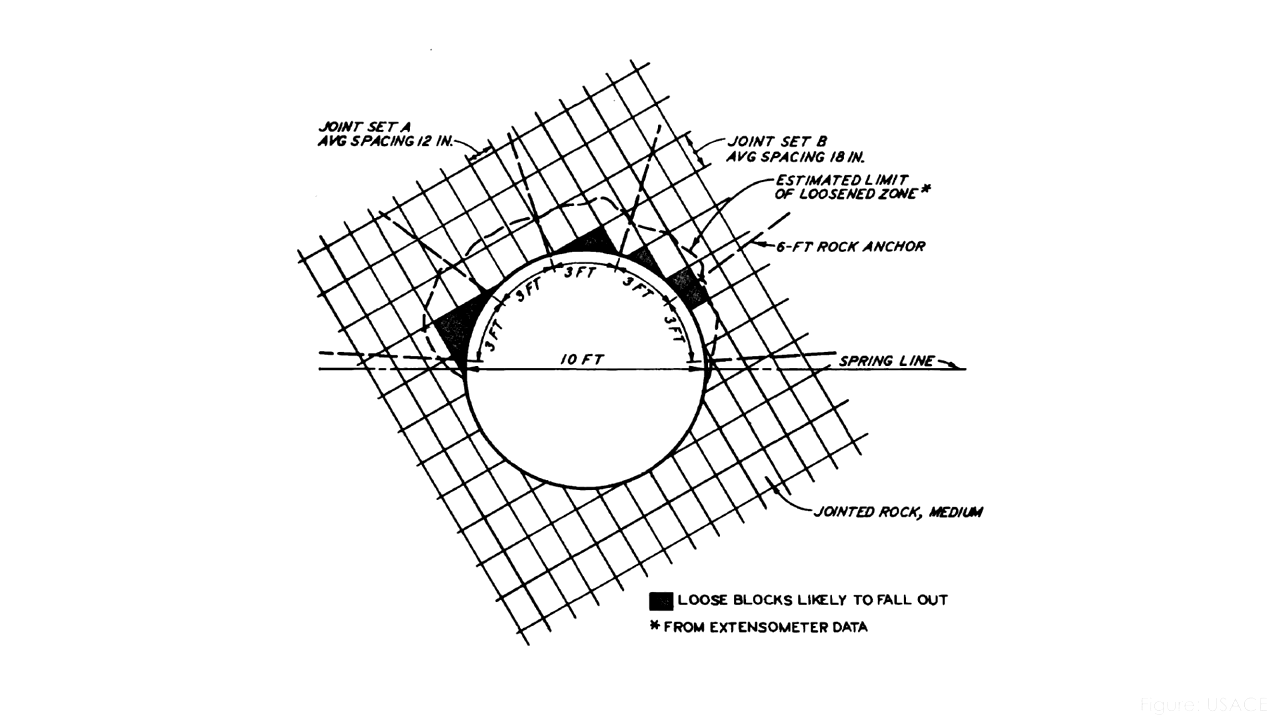 JOINT SET A
AVG SPACING 12 IN.
JOINT SET B
AVG SPACING 18 IN.
ESTIMATED LIMIT
OF LOOSENED ZONE*
6-FT ROCK ANCHOR
3 FT
3 FT
3 FT
3 FT
3 FT
10 FT
SPRING LINE
JOINTED ROCK, MEDIUM
LOOSE BLOCKS LIKELY TO FALL OUT
* FROM EXTENSOMETER DATA
Figure: USACE